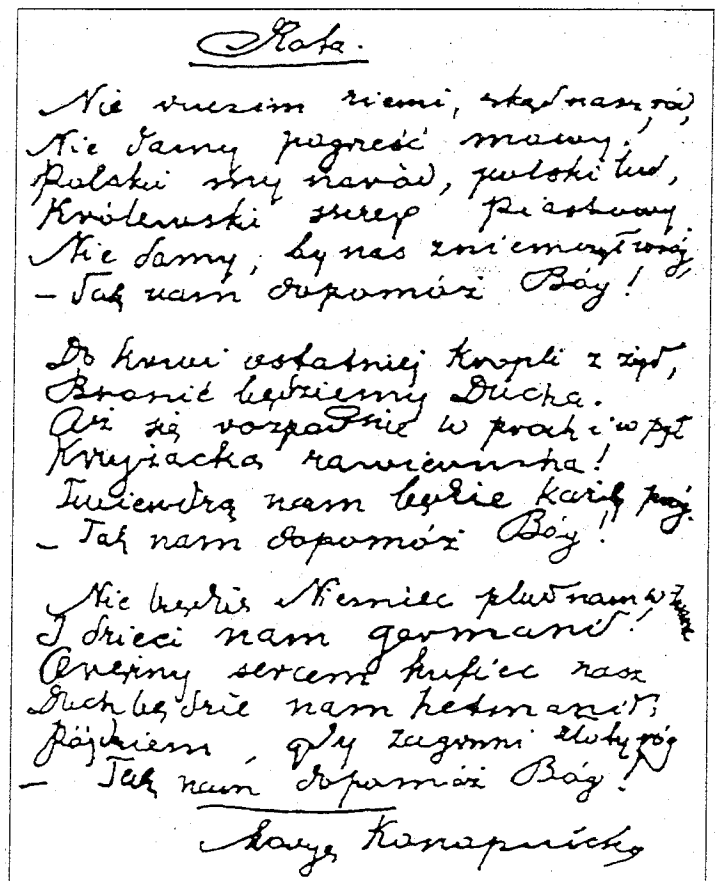 Rota.
Nie rzucim ziemi, skąd nasz ród,
Nie damy pogrześć mowy!
Polski my naród, polski lud,
Królewski szczep Piastowy.
Nie damy, by nas zniemczył wróg,
– Tak nam dopomóż Bóg!
Do krwi ostatniej kropli z żył,
Bronić będziemy Ducha.
Aż się rozpadnie w proch i w pył
Krzyżacka zawierucha!
Twierdzą nam będzie każdy próg.
– Tak nam dopomóż Bóg!
Nie będzie Niemiec pluł nam w twarz
I dzieci nam germanił!
Orężny sercem hufiec nasz
Duch będzie nam hetmanił;
Pójdziem, gdy zagrzmi złoty róg
– Tak nam dopomóż Bóg!
Marya Konopnicka